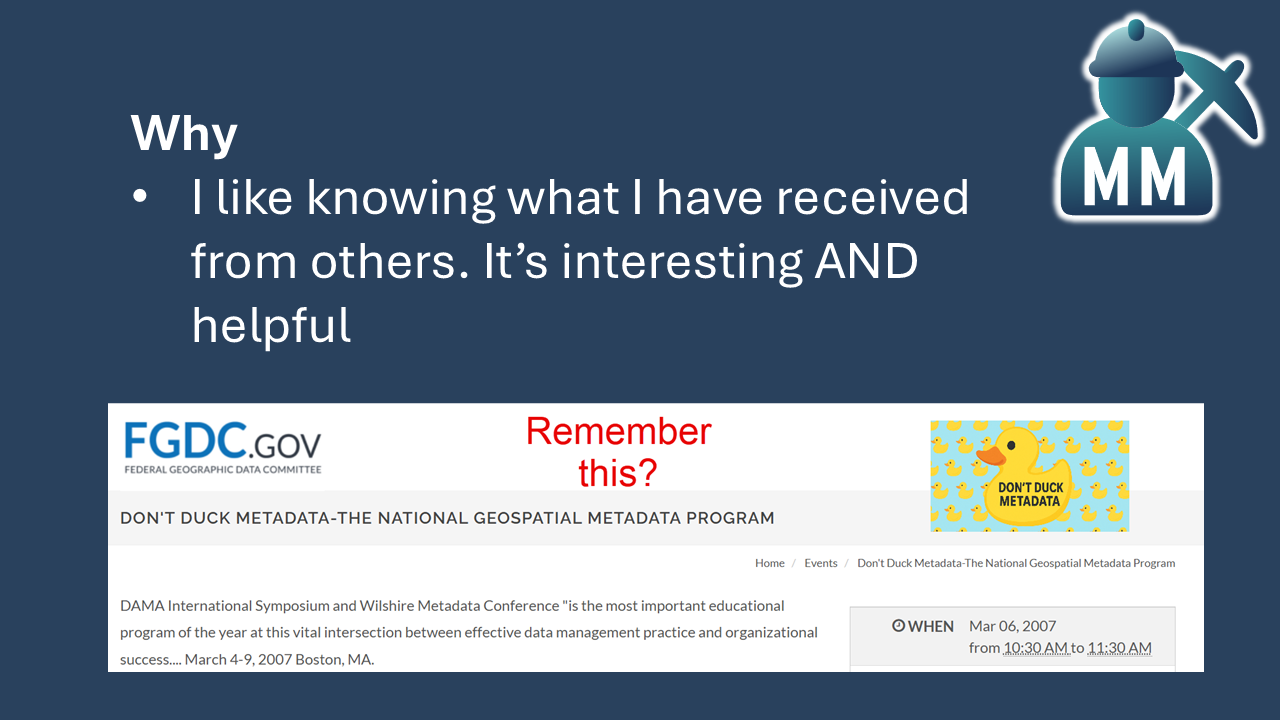 Why
• I like knowing what I have received
from others. It’s interesting AND
helpful
MM
FGDC.GOV
FEDERAL GEOGRAPHIC DATA COMMITTEE
Remember
this?
DON'T DUCK
METADATA
DON'T DUCK METADATA-THE NATIONAL GEOSPATIAL METADATA PROGRAM
Home / Events / Don't Duck Metadata-The National Geospatial Metadata Program
DAMA International Symposium and Wilshire Metadata Conference "is the most important educational
program of the year at this vital intersection between effective data management practice and organizational
success.... March 4-9, 2007 Boston, MA.
WHEN Mar 06, 2007
from 10:30 AM to 11:30 AM